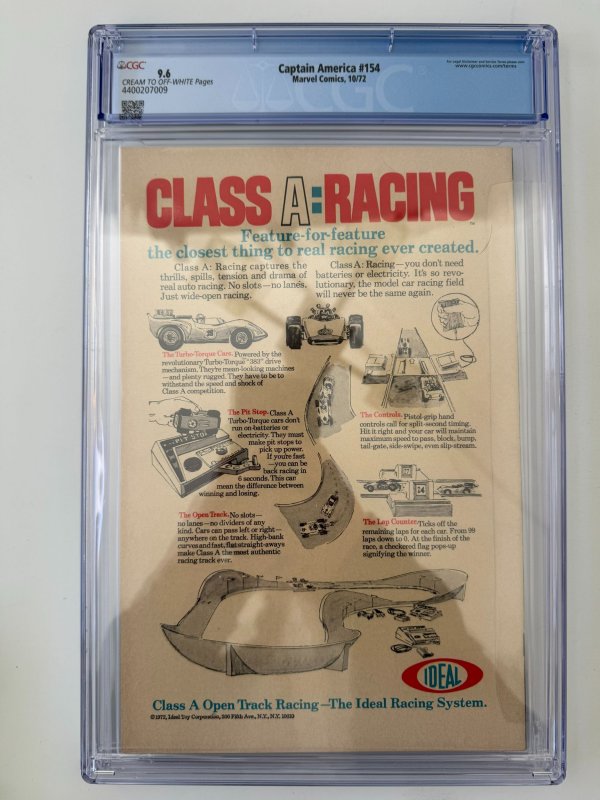 CGC
9.6
CREAM TO OFF-WHITE Pages
4400207009
Captain America #154
Marvel Comics, 10/72
www.cgccomics.com/terms
CGC
CLASS A: RACING
Feature-for-feature
the closest thing to real racing ever created.
Class A: Racing captures the
thrills, spills, tension and drama of
real auto racing. No slots—no lanes.
Just wide-open racing.
Class A: Racing—you don't need
batteries or electricity. It's so revo-
lutionary, the model car racing field
will never be the same again.
The Turbo-Torque Cars. Powered by the
revolutionary Turbo-Torque "383" drive
mechanism. They're mean-looking machines
—and plenty rugged. They have to be to
withstand the speed and shock of
Class A competition.
The Controls. Pistol-grip hand
controls call for split-second timing.
Hit it right and your car will maintain
maximum speed to pass, block, bump,
tail-gate, side-swipe, even slip-stream.
PIT STOP
The Pit Stop. Class A
Turbo-Torque cars don't
run on batteries or
electricity. They must
make pit stops to
pick up power.
If you're fast
—you can be
back racing in
6 seconds. This can
mean the difference between
winning and losing.
14
The Open Track. No slots—
no lanes—no dividers of any
kind. Cars can pass left or right—
anywhere on the track. High-bank
curves and fast, flat straight-aways
make Class A the most authentic
racing track ever.
The Lap Counter. Ticks off the
remaining laps for each car. From 99
laps down to 0. At the finish of the
race, a checkered flag pops-up
signifying the winner.
IDEAL
Class A Open Track Racing—The Ideal Racing System.
©1972, Ideal Toy Corporation, 200 Fifth Ave., N.Y., N.Y. 10010